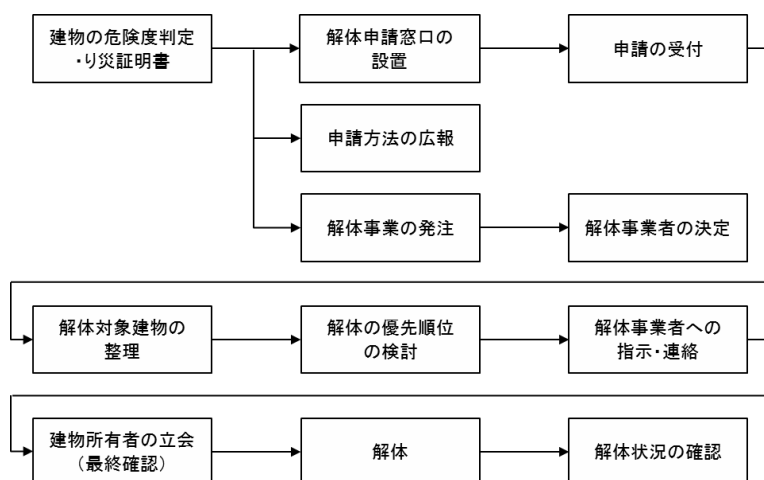 建物の危険度判定
・り災証明書
解体申請窓口の
設置
申請の受付
申請方法の広報
解体事業の発注
解体事業者の決定
解体対象建物の
整理
解体の優先順位
の検討
解体事業者への
指示・連絡
建物所有者の立会
（最終確認）
解体
解体状況の確認